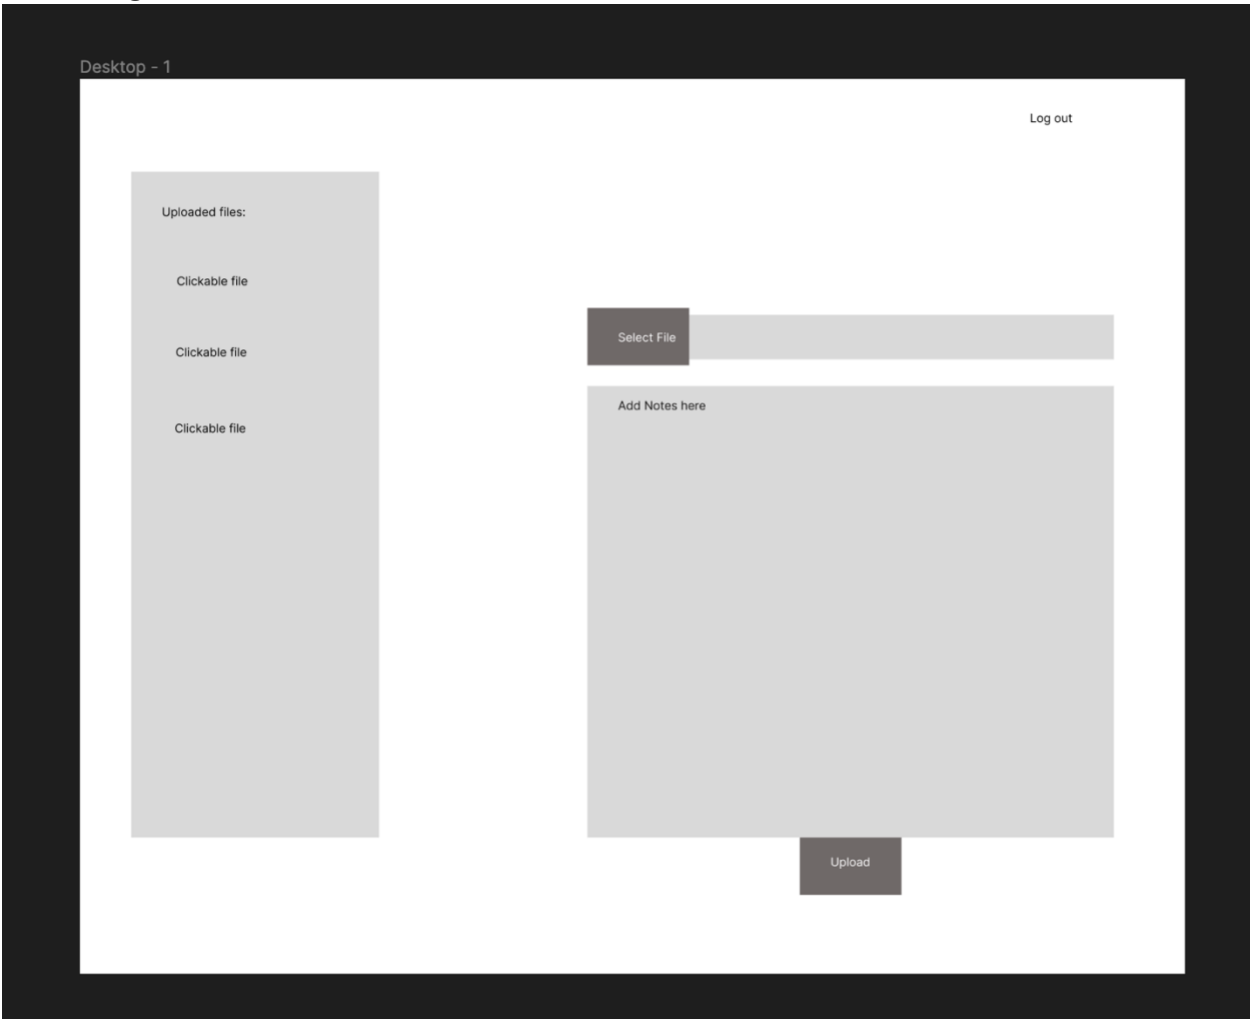 Desktop - 1
Log out
Uploaded files:
Clickable file
Clickable file
Clickable file
Select File
Add Notes here
Upload